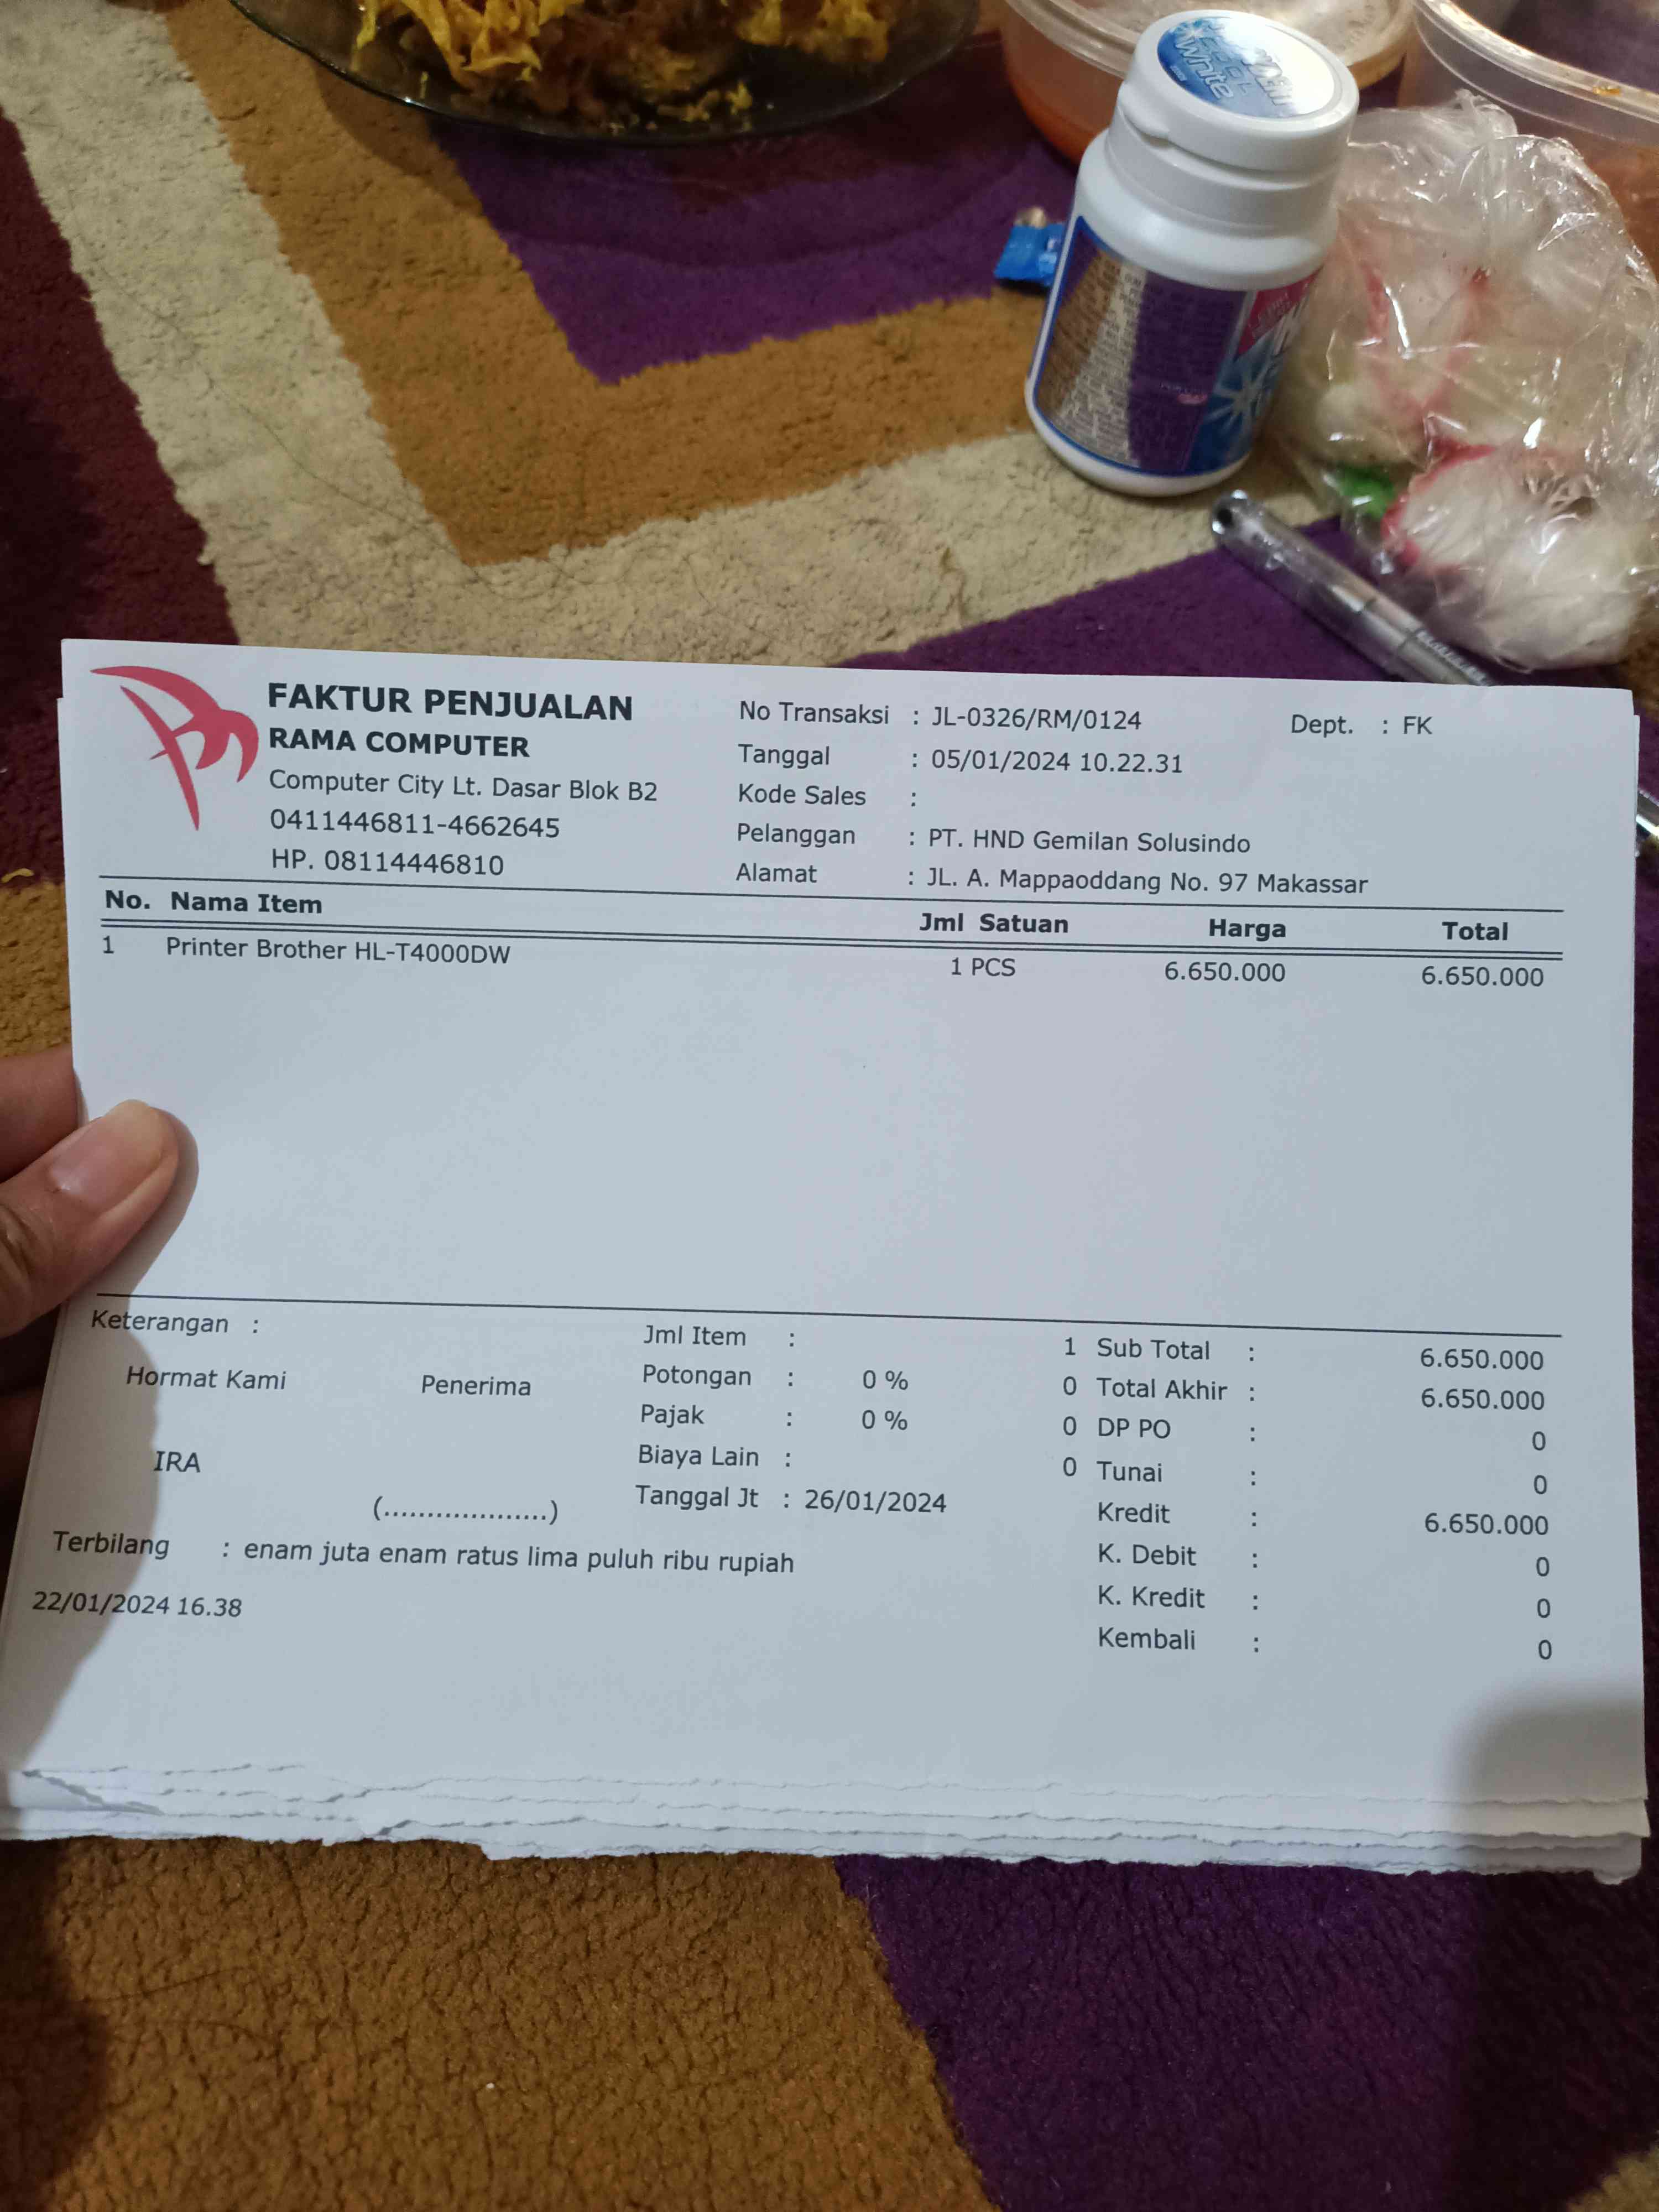 White
FAKTUR PENJUALAN
RAMA COMPUTER
Computer City Lt. Dasar Blok B2
0411446811-4662645
HP. 08114446810
No Transaksi : JL-0326/RM/0124 Dept. : FK
Tanggal : 05/01/2024 10.22.31
Kode Sales :
Pelanggan : PT. HND Gemilan Solusindo
Alamat : JL. A. Mappaoddang No. 97 Makassar
No. Nama Item Jml Satuan Harga Total
1 Printer Brother HL-T4000DW 1 PCS 6.650.000 6.650.000
Keterangan :
Hormat Kami Penerima
IRA
(...................)
Jml Item : 1
Potongan : 0 % 0
Pajak : 0 % 0
Biaya Lain : 0
Tanggal Jt : 26/01/2024
Sub Total : 6.650.000
Total Akhir : 6.650.000
DP PO : 0
Tunai : 0
Kredit : 6.650.000
K. Debit : 0
K. Kredit : 0
Kembali : 0
Terbilang : enam juta enam ratus lima puluh ribu rupiah
22/01/2024 16.38